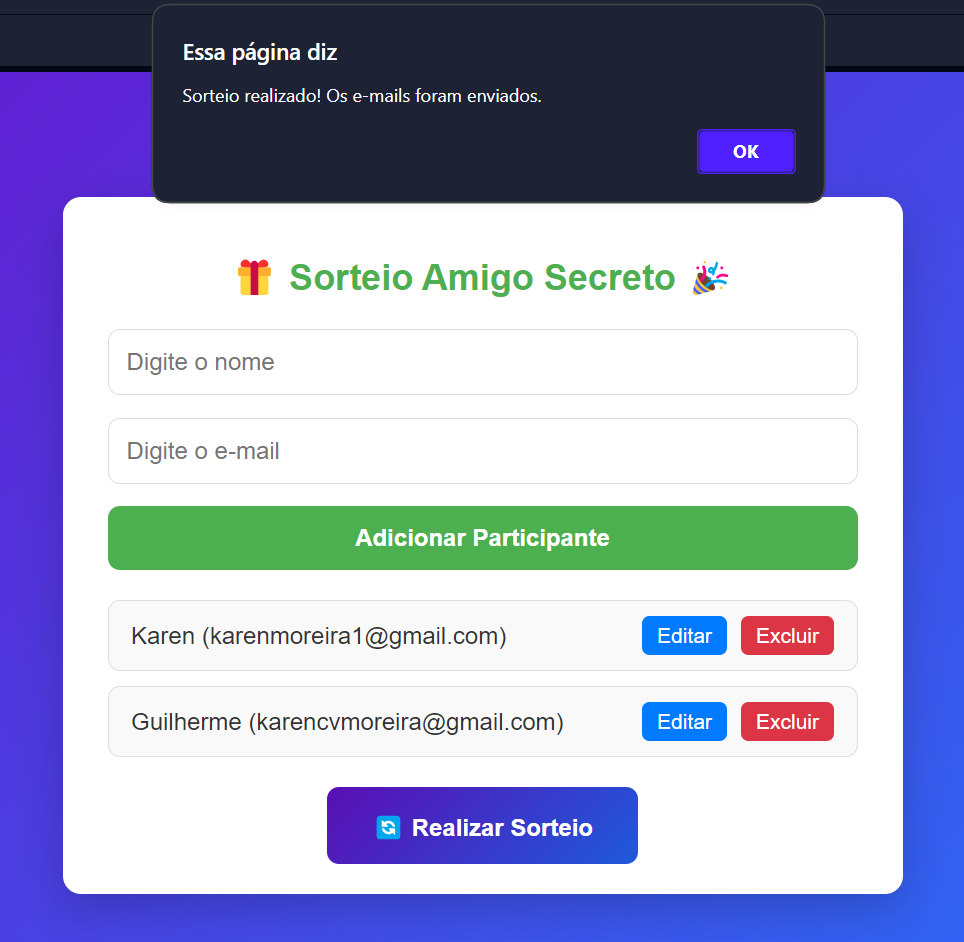 Essa página diz
Sorteio realizado! Os e-mails foram enviados.
OK
🎁 Sorteio Amigo Secreto 🎉
Digite o nome
Digite o e-mail
Adicionar Participante
Karen (karenmoreira1@gmail.com) Editar Excluir
Guilherme (karencvmoreira@gmail.com) Editar Excluir
🔄 Realizar Sorteio